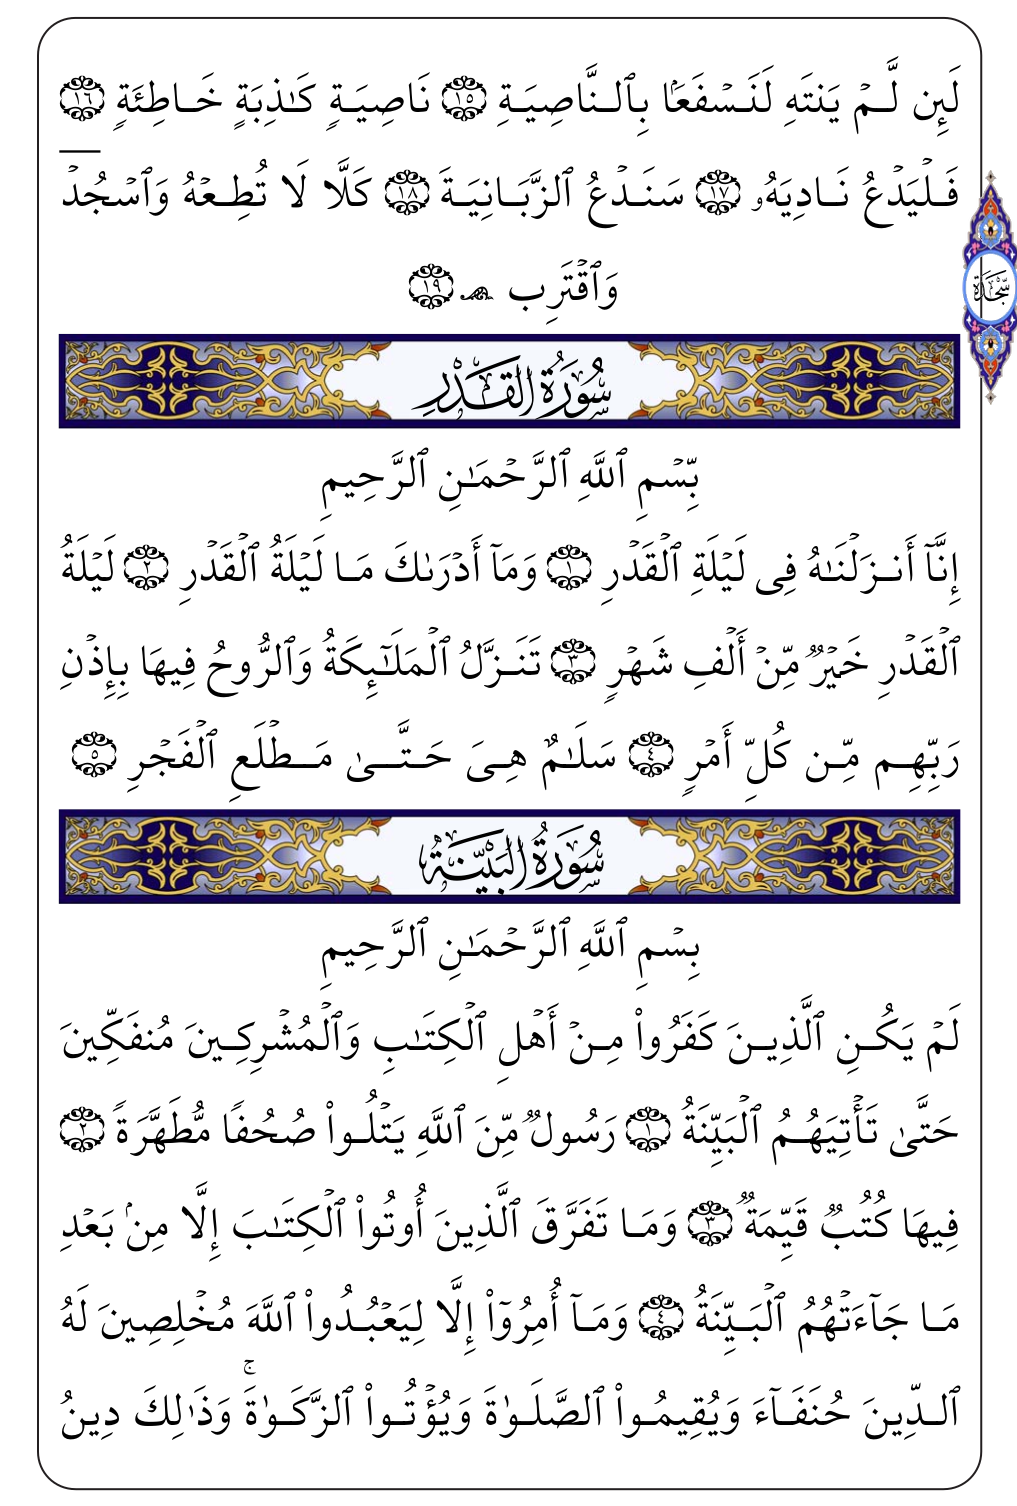 لَئِن لَّمۡ يَنتَهِ لَنَسۡفَعَۢا بِٱلنَّاصِيَةِ ١٥ نَاصِيَةٖ كَٰذِبَةٍ خَاطِئَةٖ ١٦
فَلۡيَدۡعُ نَادِيَهُۥ ١٧ سَنَدۡعُ ٱلزَّبَانِيَةَ ١٨ كَلَّا لَا تُطِعۡهُ وَٱسۡجُدۡۤ
وَٱقۡتَرِب ۩ ١٩
سَجْدَة
سُورَةُ القَدْرِ
بِّسۡمِ ٱللَّهِ ٱلرَّحۡمَٰنِ ٱلرَّحِيمِ
إِنَّآ أَنزَلۡنَٰهُ فِي لَيۡلَةِ ٱلۡقَدۡرِ ١ وَمَآ أَدۡرَىٰكَ مَا لَيۡلَةُ ٱلۡقَدۡرِ ٢ لَيۡلَةُ
ٱلۡقَدۡرِ خَيۡرٞ مِّنۡ أَلۡفِ شَهۡرٖ ٣ تَنَزَّلُ ٱلۡمَلَٰٓئِكَةُ وَٱلرُّوحُ فِيهَا بِإِذۡنِ
رَبِّهِم مِّن كُلِّ أَمۡرٖ ٤ سَلَٰمٌ هِيَ حَتَّىٰ مَطۡلَعِ ٱلۡفَجۡرِ ٥
سُورَةُ البَيِّنَةِ
بِسۡمِ ٱللَّهِ ٱلرَّحۡمَٰنِ ٱلرَّحِيمِ
لَمۡ يَكُنِ ٱلَّذِينَ كَفَرُواْ مِنۡ أَهۡلِ ٱلۡكِتَٰبِ وَٱلۡمُشۡرِكِينَ مُنفَكِّينَ
حَتَّىٰ تَأۡتِيَهُمُ ٱلۡبَيِّنَةُ ١ رَسُولٞ مِّنَ ٱللَّهِ يَتۡلُواْ صُحُفٗا مُّطَهَّرَةٗ ٢
فِيهَا كُتُبٞ قَيِّمَةٞ ٣ وَمَا تَفَرَّقَ ٱلَّذِينَ أُوتُواْ ٱلۡكِتَٰبَ إِلَّا مِنۢ بَعۡدِ
مَا جَآءَتۡهُمُ ٱلۡبَيِّنَةُ ٤ وَمَآ أُمِرُوٓاْ إِلَّا لِيَعۡبُدُواْ ٱللَّهَ مُخۡلِصِينَ لَهُ
ٱلدِّينَ حُنَفَآءَ وَيُقِيمُواْ ٱلصَّلَوٰةَ وَيُؤۡتُواْ ٱلزَّكَوٰةَۚ وَذَٰلِكَ دِينُ